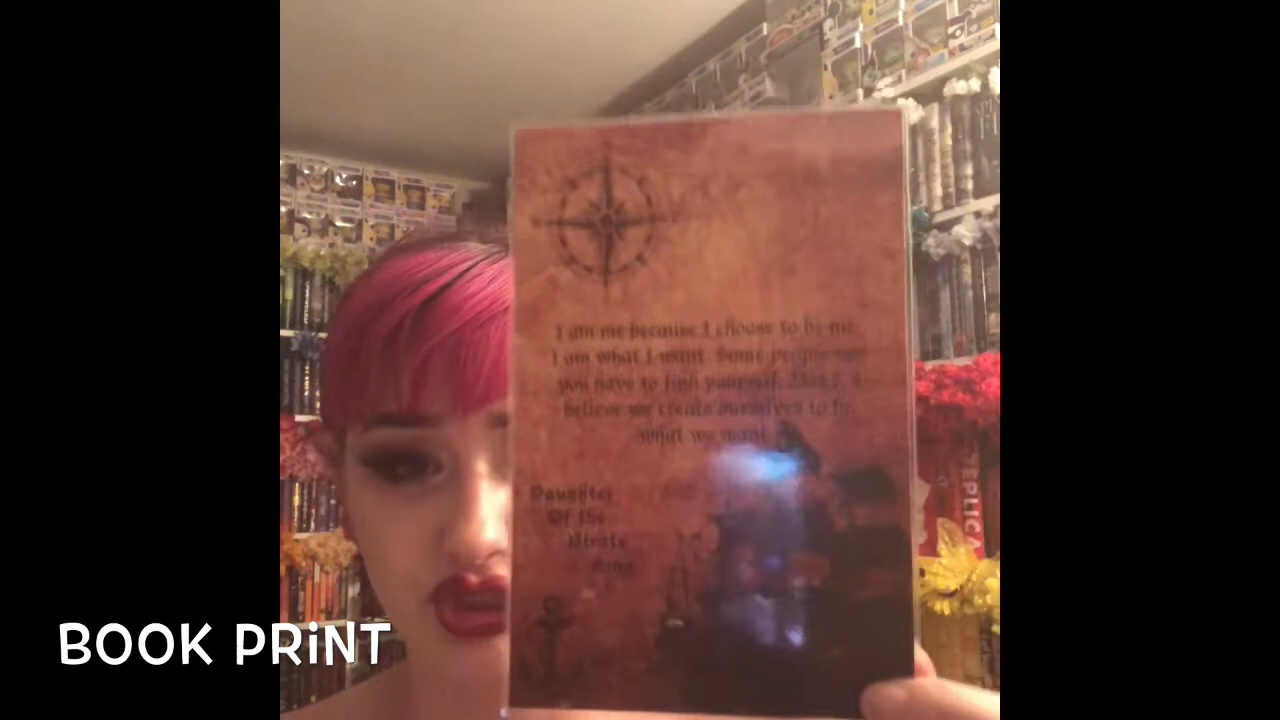 I am me because I choose to be me.
I am what I want. Some people say
you have to find yourself. But I
believe we create ourselves to be
what we want
Daughter
Of the
Pirate
King
REPLICA
BOOK PRINT